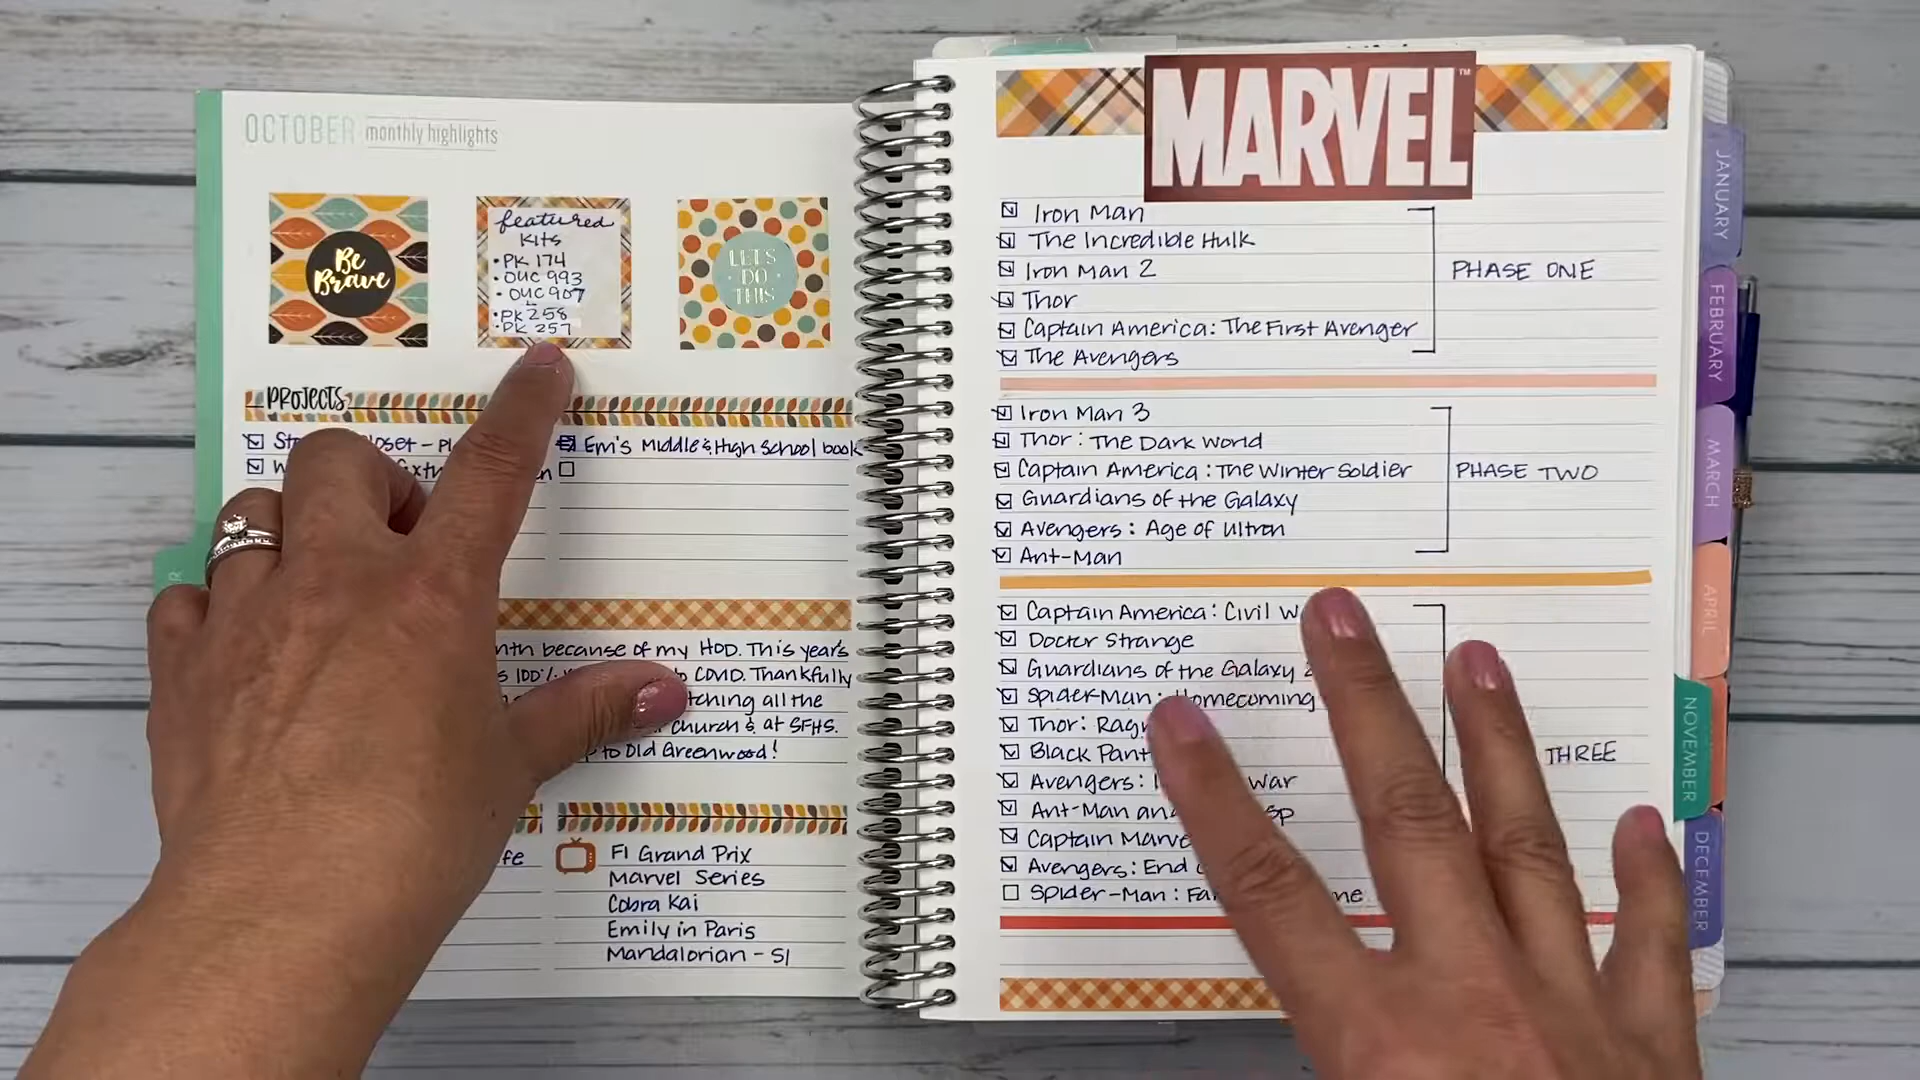 OCTOBER monthly highlights
Be
Brave
featured
kits
• PK 174
• OUC 993
• OUC 907
• PK 258
• PK 257
LET'S
· DO ·
THIS
PROJECTS
Em's Middle & High School book
because of my HOD. This year's
100% to COVID. Thankfully
all the
church & at SFHS.
to Old Greenwood!
F1 Grand Prix
Marvel Series
Cobra Kai
Emily in Paris
Mandalorian - S1
MARVEL™
Iron Man
The Incredible Hulk
Iron Man 2
Thor
Captain America: The First Avenger
The Avengers
PHASE ONE
Iron Man 3
Thor: The Dark World
Captain America: The Winter Soldier
Guardians of the Galaxy
Avengers: Age of Ultron
Ant-Man
PHASE TWO
Captain America: Civil
Doctor Strange
Guardians of the Galaxy 2
Spider-Man: Homecoming
Thor:
Black
Avengers: War
Ant-Man
Captain
Avengers: End
Spider-Man:
THREE
JANUARY
FEBRUARY
MARCH
APRIL
NOVEMBER
DECEMBER